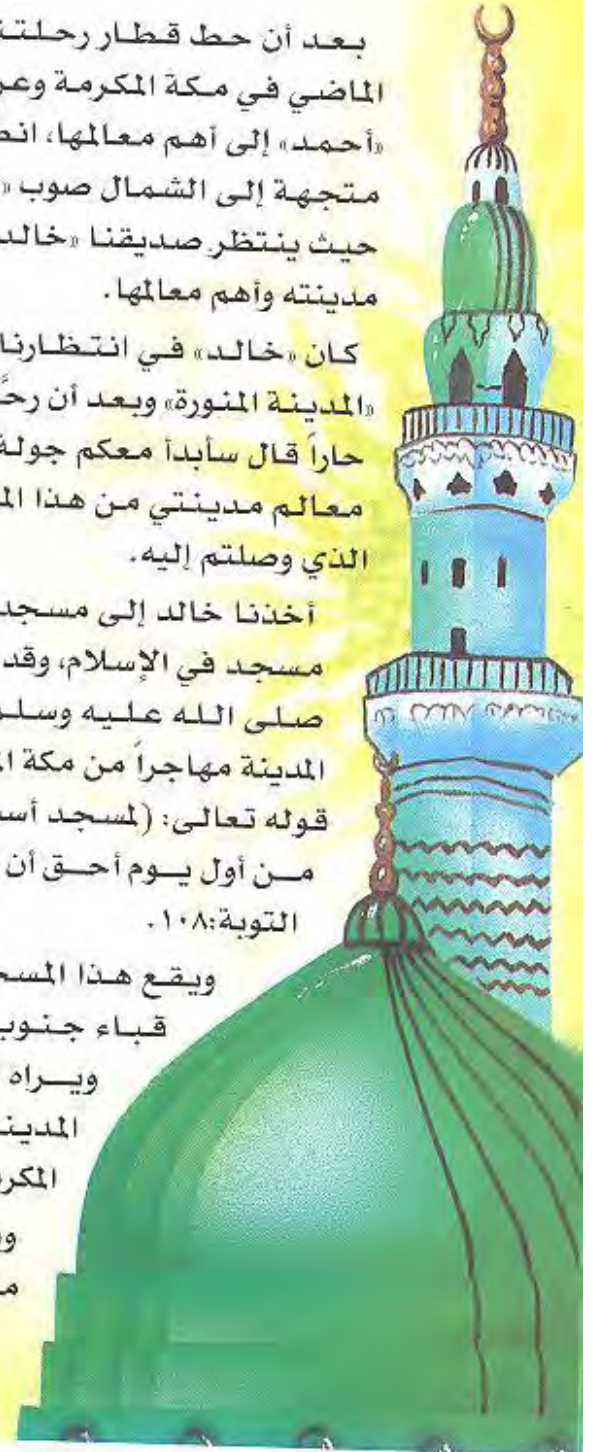 بعد أن حط قطار رحلتنا
الماضي في مكة المكرمة وعر
«أحمد» إلى أهم معالمها، انط
متجهة إلى الشمال صوب «
حيث ينتظر صديقنا «خالد
مدينته وأهم معالمها.
كان «خالد» في انتظارنا
«المدينة المنورة» وبعد أن رحَّ
حاراً قال سأبدأ معكم جولة
معالم مدينتي من هذا الم
الذي وصلتم إليه.
أخذنا خالد إلى مسجد
مسجد في الإسلام، وقد
صلى الله عليه وسلم
المدينة مهاجراً من مكة الم
قوله تعالى: (لمسجد أسس
من أول يوم أحق أن
التوبة:١٠٨.
ويقع هذا المسج
قباء جنوب
ويراه
المدينة
المكر
و
م